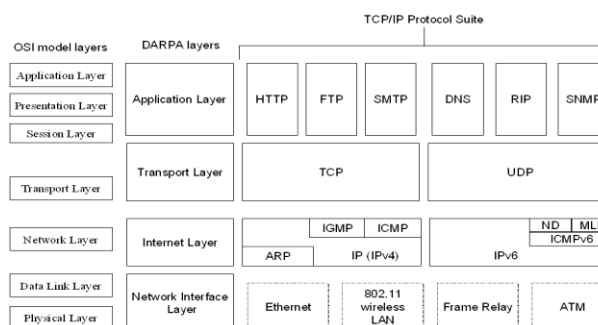 TCP/IP Protocol Suite
OSI model layers
DARPA layers
Application Layer
Presentation Layer
Session Layer
Application Layer
HTTP
FTP
SMTP
DNS
RIP
SNMP
Transport Layer
Transport Layer
TCP
UDP
Network Layer
Internet Layer
IGMP
ICMP
ARP
IP (IPv4)
ND
ICMPv6
IPv6
Data Link Layer
Physical Layer
Network Interface
Layer
Ethernet
802.11
wireless
LAN
Frame Relay
ATM